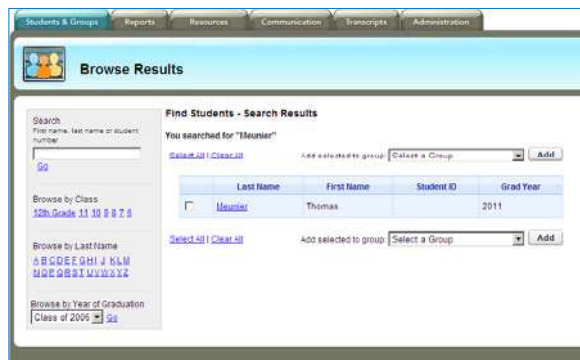 Students & Groups Reports Resources Communication Transcripts Administration
Browse Results
Search
First name, last name or student
number
Go
Browse by Class
12th Grade 11 10 9 8 7 6
Browse by Last Name
A B C D E F G H I J K L M
N O P Q R S T U V W X Y Z
Browse by Year of Graduation
Class of 2006 Go
Find Students - Search Results
You searched for "Meunier"
Select All | Clear All Add selected to group: Select a Group Add
Last Name First Name Student ID Grad Year
Meunier Thomas 2011
Select All | Clear All Add selected to group: Select a Group Add